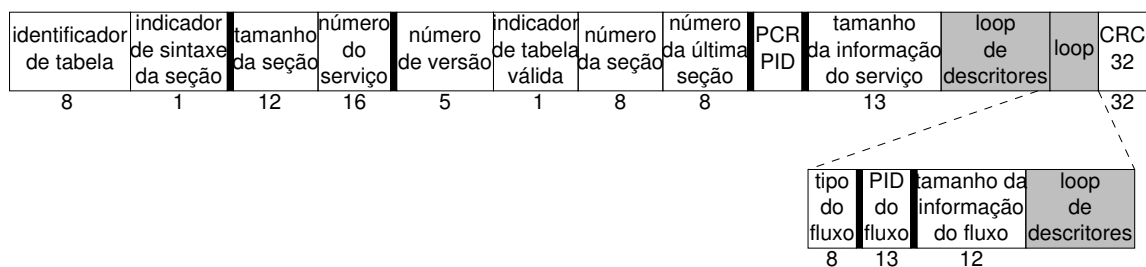 identificador
de tabela
indicador
de sintaxe
da seção
tamanho
da seção
número
do
serviço
número
de versão
indicador
de tabela
válida
número
da seção
número
da última
seção
PCR
PID
tamanho
da informação
do serviço
loop
de
descritores
loop
CRC
32
8
1
12
16
5
1
8
8
13
32
tipo
do
fluxo
PID
do
fluxo
tamanho da
informação
do fluxo
loop
de
descritores
8
13
12